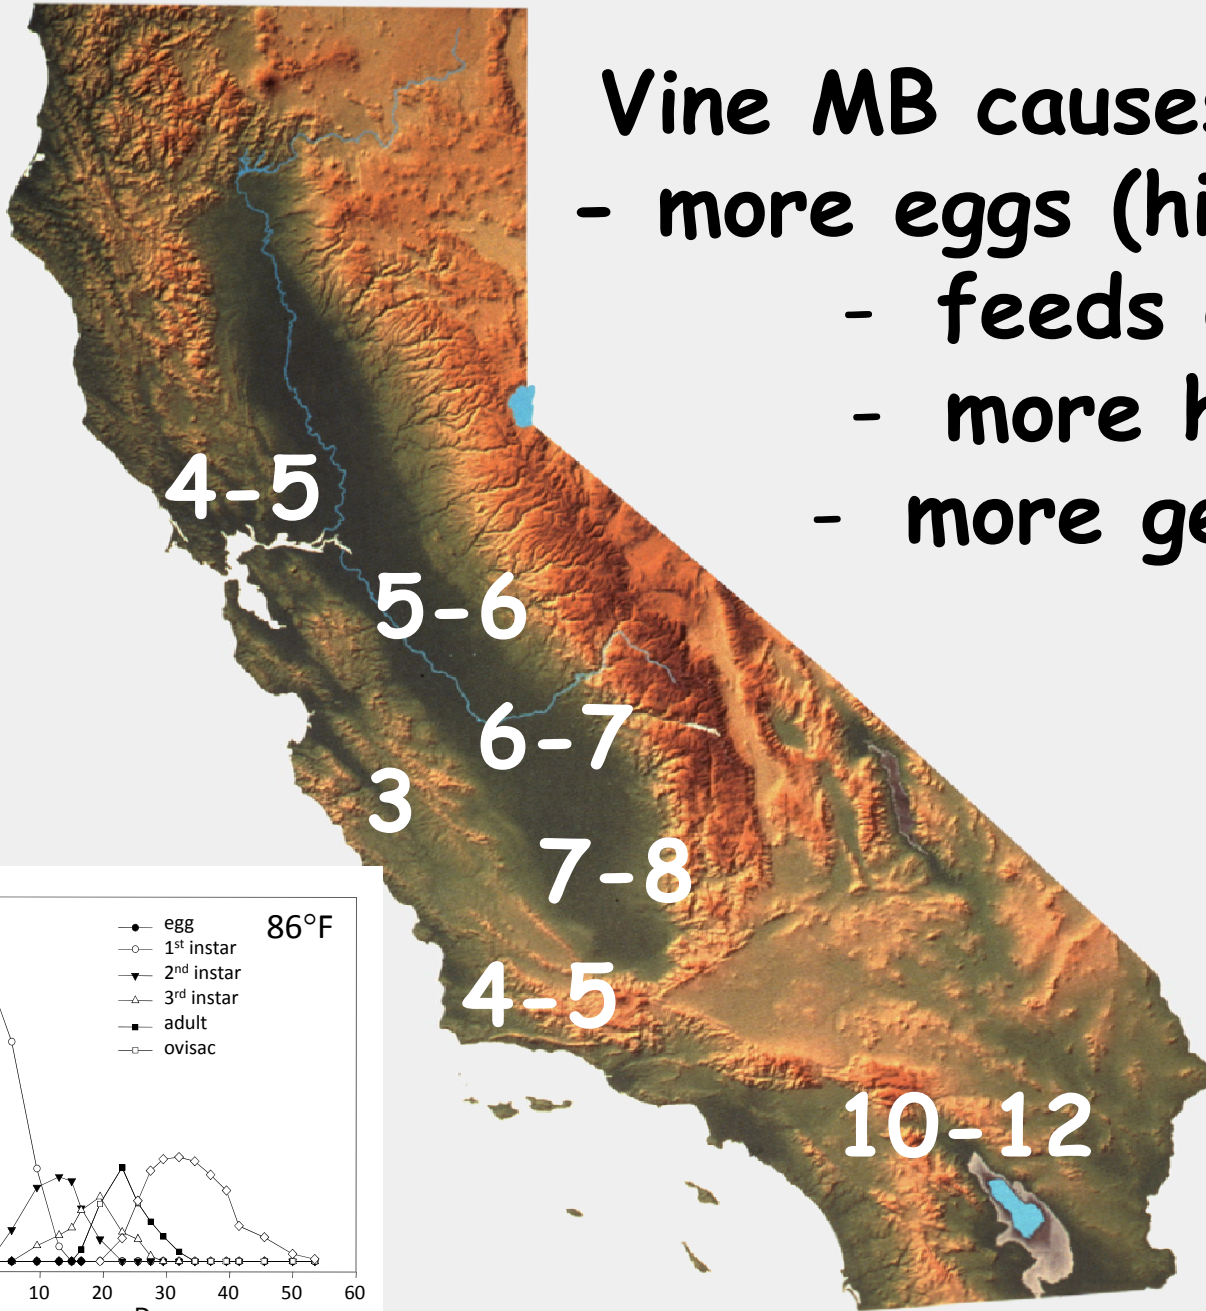 Vine MB causes
- more eggs (hi
- feeds
- more h
- more ge
4-5
5-6
6-7
3
7-8
4-5
10-12
86°F
egg
1st instar
2nd instar
3rd instar
adult
ovisac
10 20 30 40 50 60